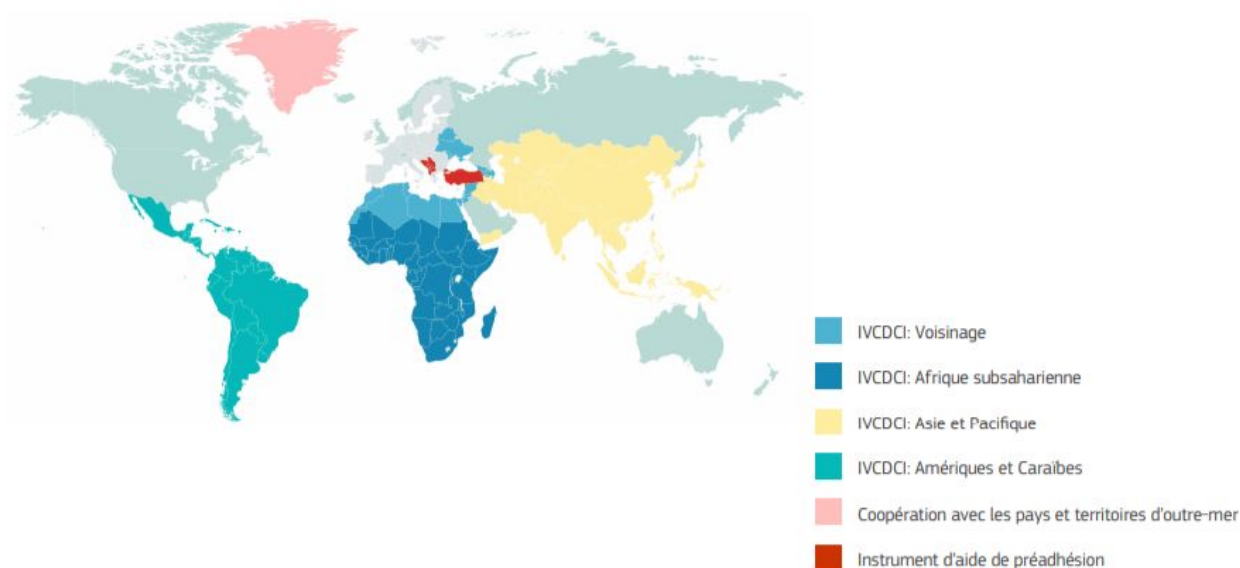 IVCDCI: Voisinage
IVCDCI: Afrique subsaharienne
IVCDCI: Asie et Pacifique
IVCDCI: Amériques et Caraïbes
Coopération avec les pays et territoires d'outre-mer
Instrument d'aide de préadhésion